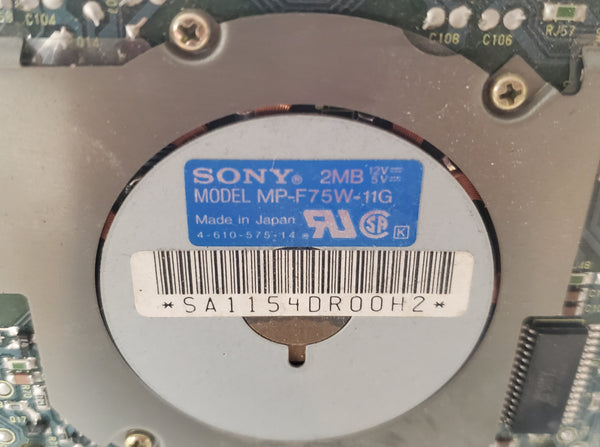 C104
C108
C106
RJ57
SONY® 2MB 12V
5V
MODEL MP-F75W-11G
Made in Japan
4-610-575-14
K
*SA1154DR00H2*